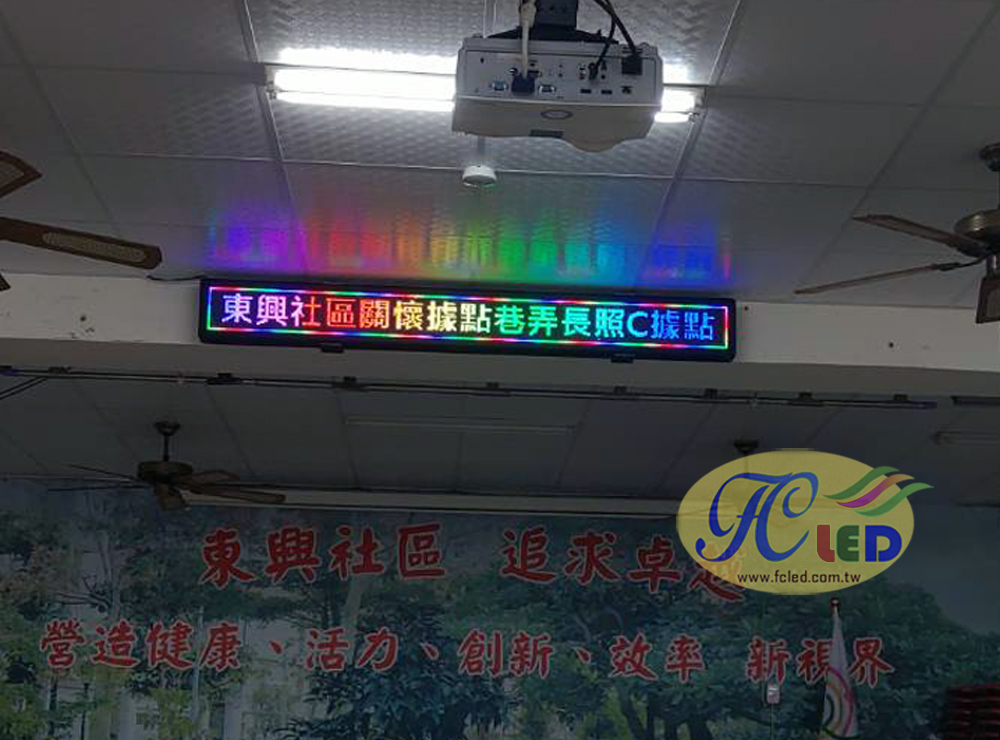 東興社區關懷據點巷弄長照C據點
FC LED
www.fcled.com.tw
東興社區 追求卓越
營造健康、活力、創新、效率 新視界